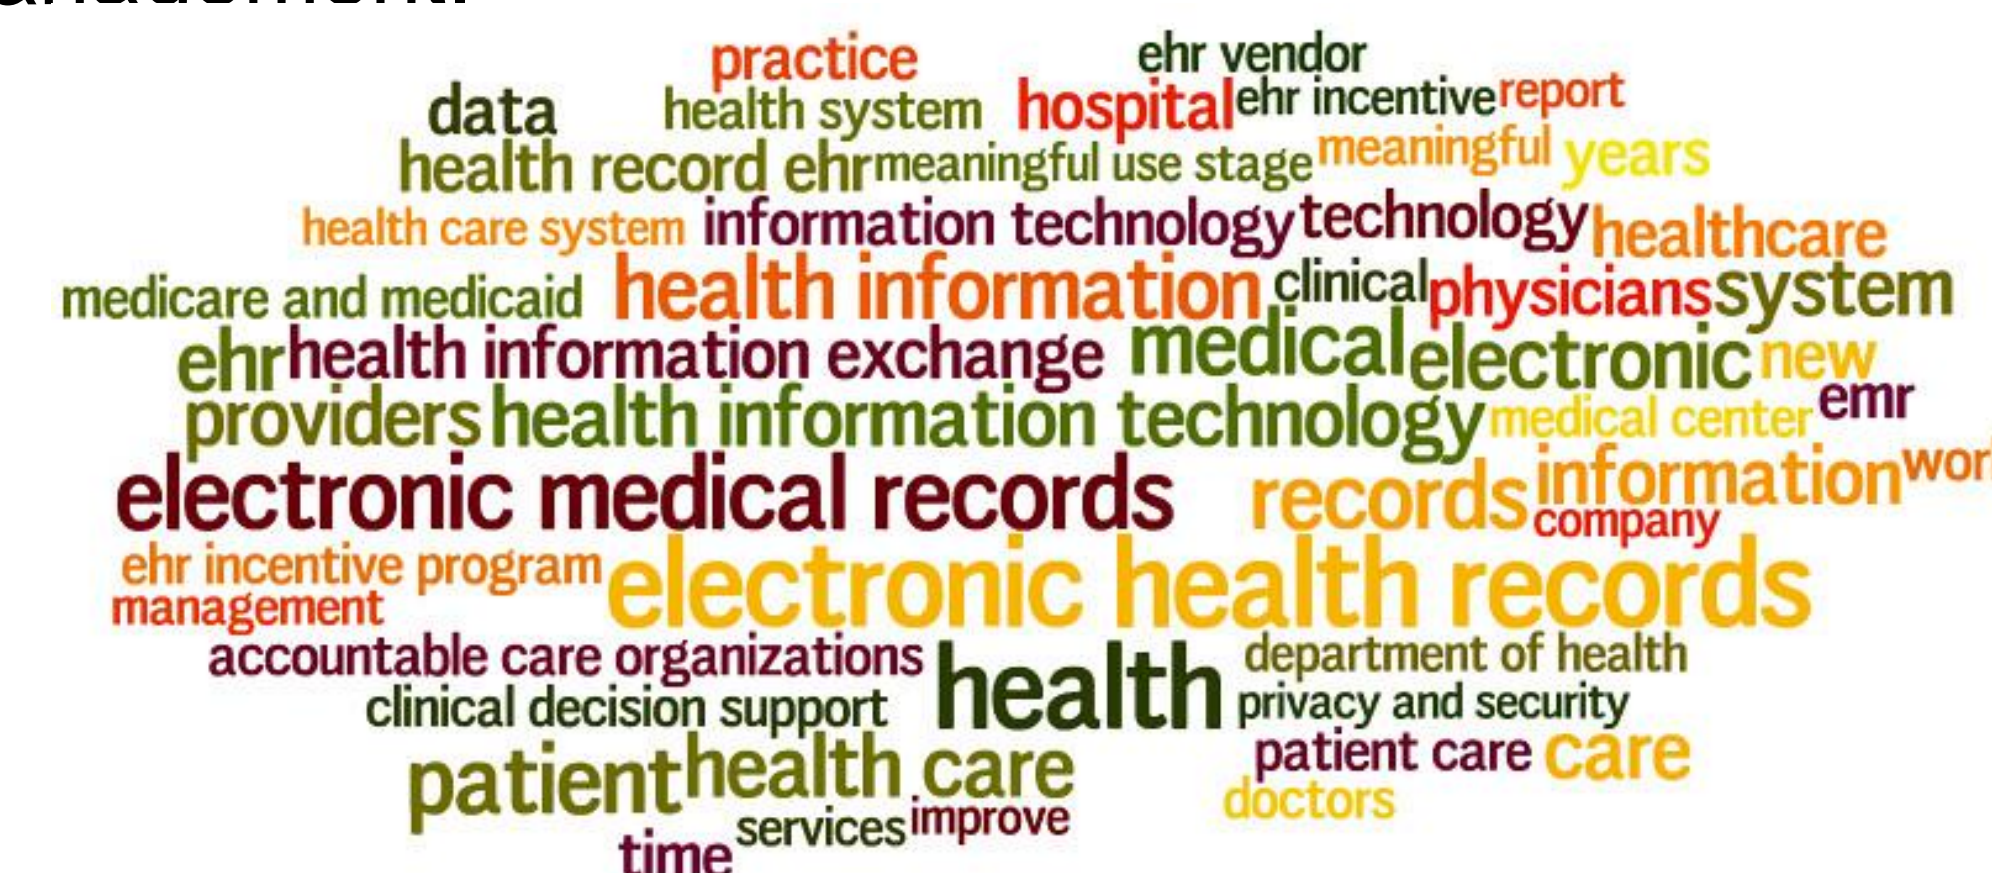 practice ehr vendor
data health system hospital ehr incentive report
health record ehr meaningful use stage meaningful years
health care system information technology technology healthcare
medicare and medicaid health information clinical physicians system
ehr health information exchange medical electronic new
providers health information technology medical center emr
electronic medical records records information
company
ehr incentive program electronic health records
management
accountable care organizations health department of health
clinical decision support privacy and security
patient health care patient care care
doctors
services improve
time